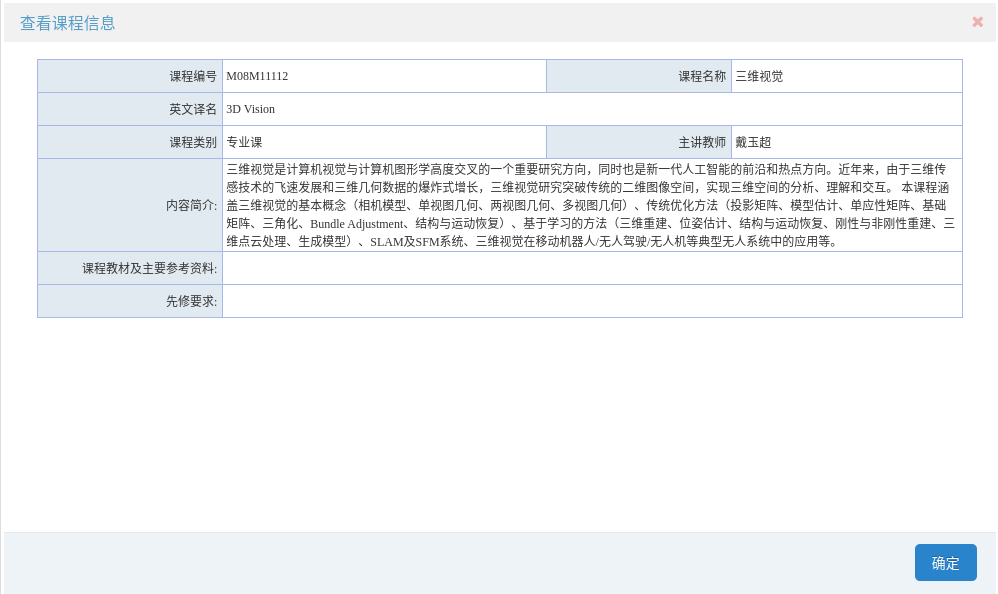 查看课程信息
课程编号 M08M11112 课程名称 三维视觉
英文译名 3D Vision
课程类别 专业课 主讲教师 戴玉超
内容简介:
三维视觉是计算机视觉与计算机图形学高度交叉的一个重要研究方向，同时也是新一代人工智能的前沿和热点方向。近年来，由于三维传
感技术的飞速发展和三维几何数据的爆炸式增长，三维视觉研究突破传统的二维图像空间，实现三维空间的分析、理解和交互。 本课程涵
盖三维视觉的基本概念（相机模型、单视图几何、两视图几何、多视图几何）、传统优化方法（投影矩阵、模型估计、单应性矩阵、基础
矩阵、三角化、Bundle Adjustment、结构与运动恢复）、基于学习的方法（三维重建、位姿估计、结构与运动恢复、刚性与非刚性重建、三
维点云处理、生成模型）、SLAM及SFM系统、三维视觉在移动机器人/无人驾驶/无人机等典型无人系统中的应用等。
课程教材及主要参考资料:
先修要求:
确定